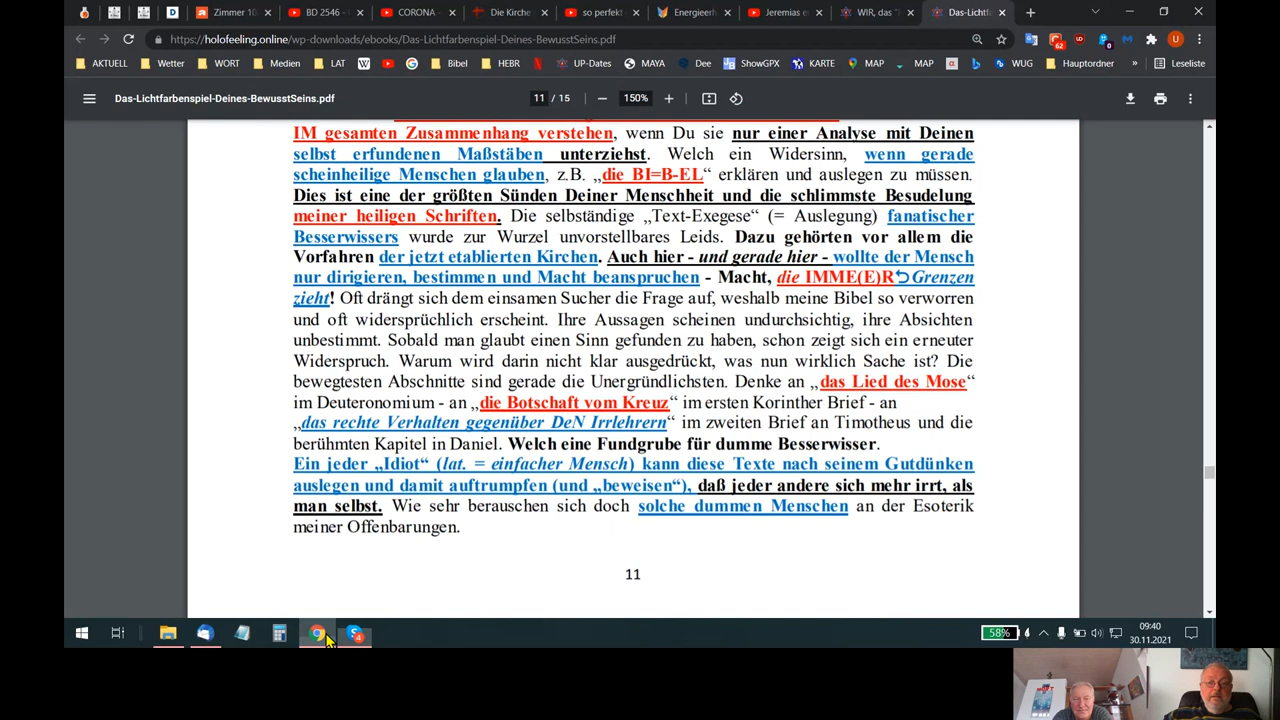 Zimmer 10
BD 2546 -
CORONA -
Die Kirche
so perfekt
Energieerh
Jeremias e
WIR, das "
Das-Lichtf
https://holofeeling.online/wp-downloads/ebooks/Das-Lichtfarbenspiel-Deines-BewusstSeins.pdf
62
0
U
AKTUELL
Wetter
WORT
Medien
LAT
Bibel
HEBR
UP-Dates
MAYA
Dee
ShowGPX
KARTE
MAP
MAP
WUG
Hauptordner
»
Leseliste
Das-Lichtfarbenspiel-Deines-BewusstSeins.pdf
11 / 15
150%
IM gesamten Zusammenhang verstehen, wenn Du sie nur einer Analyse mit Deinen
selbst erfundenen Maßstäben unterziehst. Welch ein Widersinn, wenn gerade
scheinheilige Menschen glauben, z.B. „die BI=B-EL“ erklären und auslegen zu müssen.
Dies ist eine der größten Sünden Deiner Menschheit und die schlimmste Besudelung
meiner heiligen Schriften. Die selbständige „Text-Exegese“ (= Auslegung) fanatischer
Besserwissers wurde zur Wurzel unvorstellbares Leids. Dazu gehörten vor allem die
Vorfahren der jetzt etablierten Kirchen. Auch hier - und gerade hier - wollte der Mensch
nur dirigieren, bestimmen und Macht beanspruchen - Macht, die IMME(E)R⮌Grenzen
zieht! Oft drängt sich dem einsamen Sucher die Frage auf, weshalb meine Bibel so verworren
und oft widersprüchlich erscheint. Ihre Aussagen scheinen undurchsichtig, ihre Absichten
unbestimmt. Sobald man glaubt einen Sinn gefunden zu haben, schon zeigt sich ein erneuter
Widerspruch. Warum wird darin nicht klar ausgedrückt, was nun wirklich Sache ist? Die
bewegtesten Abschnitte sind gerade die Unergründlichsten. Denke an „das Lied des Mose“
im Deuteronomium - an „die Botschaft vom Kreuz“ im ersten Korinther Brief - an
„das rechte Verhalten gegenüber DeN Irrlehrern“ im zweiten Brief an Timotheus und die
berühmten Kapitel in Daniel. Welch eine Fundgrube für dumme Besserwisser.
Ein jeder „Idiot“ (lat. = einfacher Mensch) kann diese Texte nach seinem Gutdünken
auslegen und damit auftrumpfen (und „beweisen“), daß jeder andere sich mehr irrt, als
man selbst. Wie sehr berauschen sich doch solche dummen Menschen an der Esoterik
meiner Offenbarungen.
11
4
58%
09:40
30.11.2021